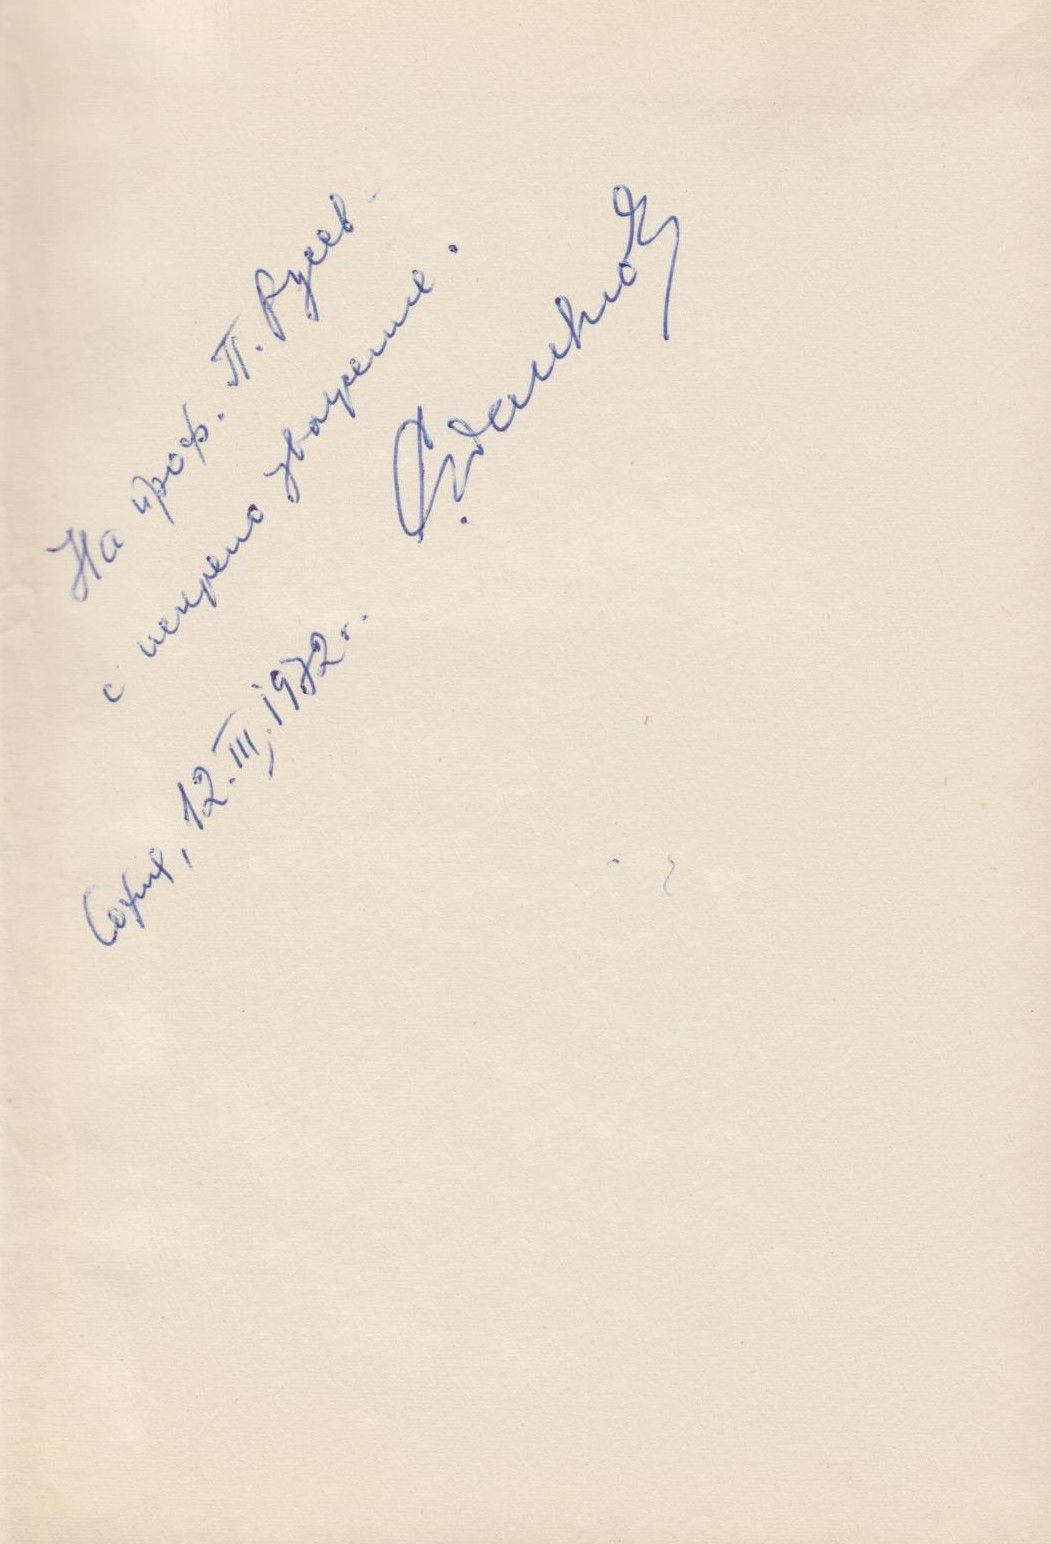 На проф. П. Русев
с искрено уважение.
София, 12.III.1972 г.